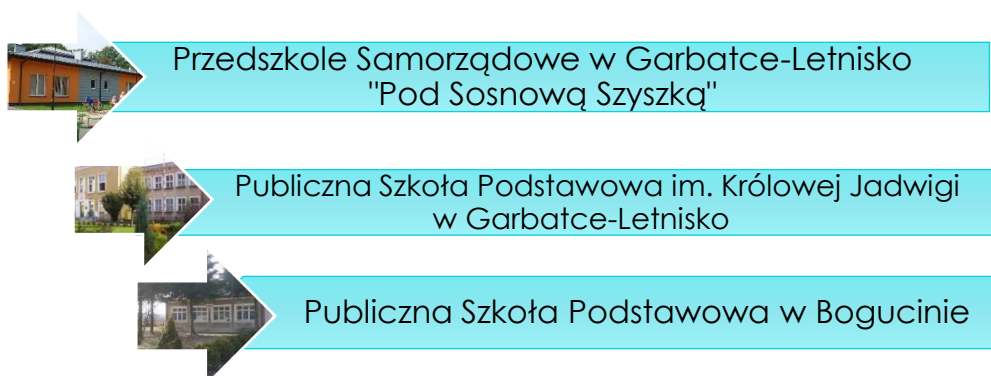 Przedszkole Samorządowe w Garbatce-Letnisko
"Pod Sosnową Szyszką"
Publiczna Szkoła Podstawowa im. Królowej Jadwigi
w Garbatce-Letnisko
Publiczna Szkoła Podstawowa w Bogucinie